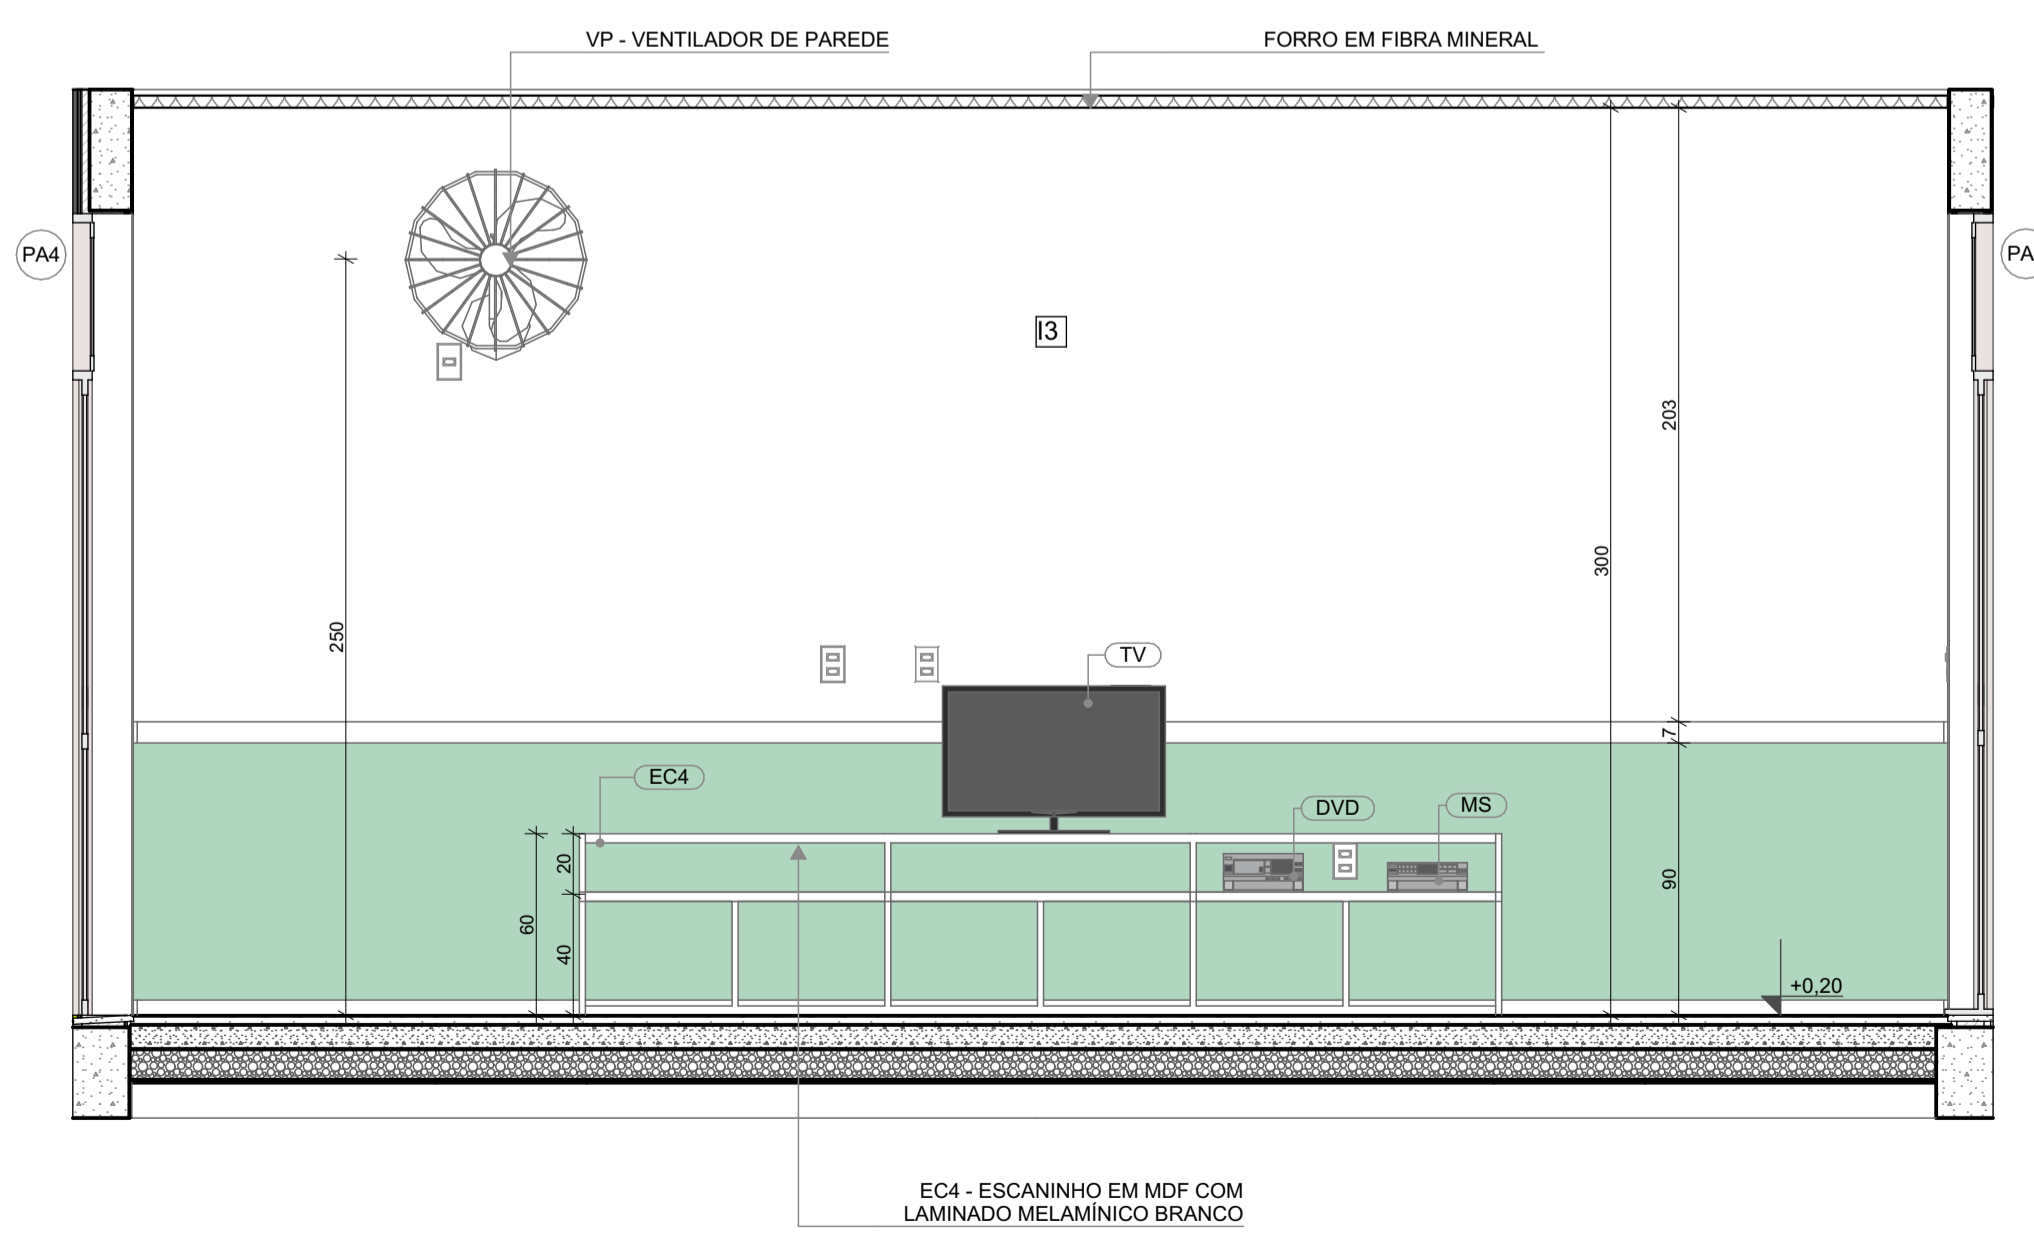 VP - VENTILADOR DE PAREDE
FORRO EM FIBRA MINERAL
PA4
PA
I3
203
300
250
TV
7
EC4
DVD
MS
20
60
40
90
+0,20
EC4 - ESCANINHO EM MDF COM
LAMINADO MELAMÍNICO BRANCO